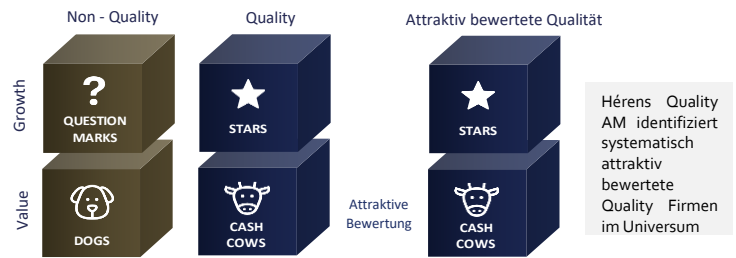 Non - Quality
Quality
Attraktiv bewertete Qualität
Growth
?
QUESTION
MARKS
STARS
STARS
Value
DOGS
CASH
COWS
Attraktive
Bewertung
CASH
COWS
Hérens Quality
AM identifiziert
systematisch
attraktiv
bewertete
Quality Firmen
im Universum